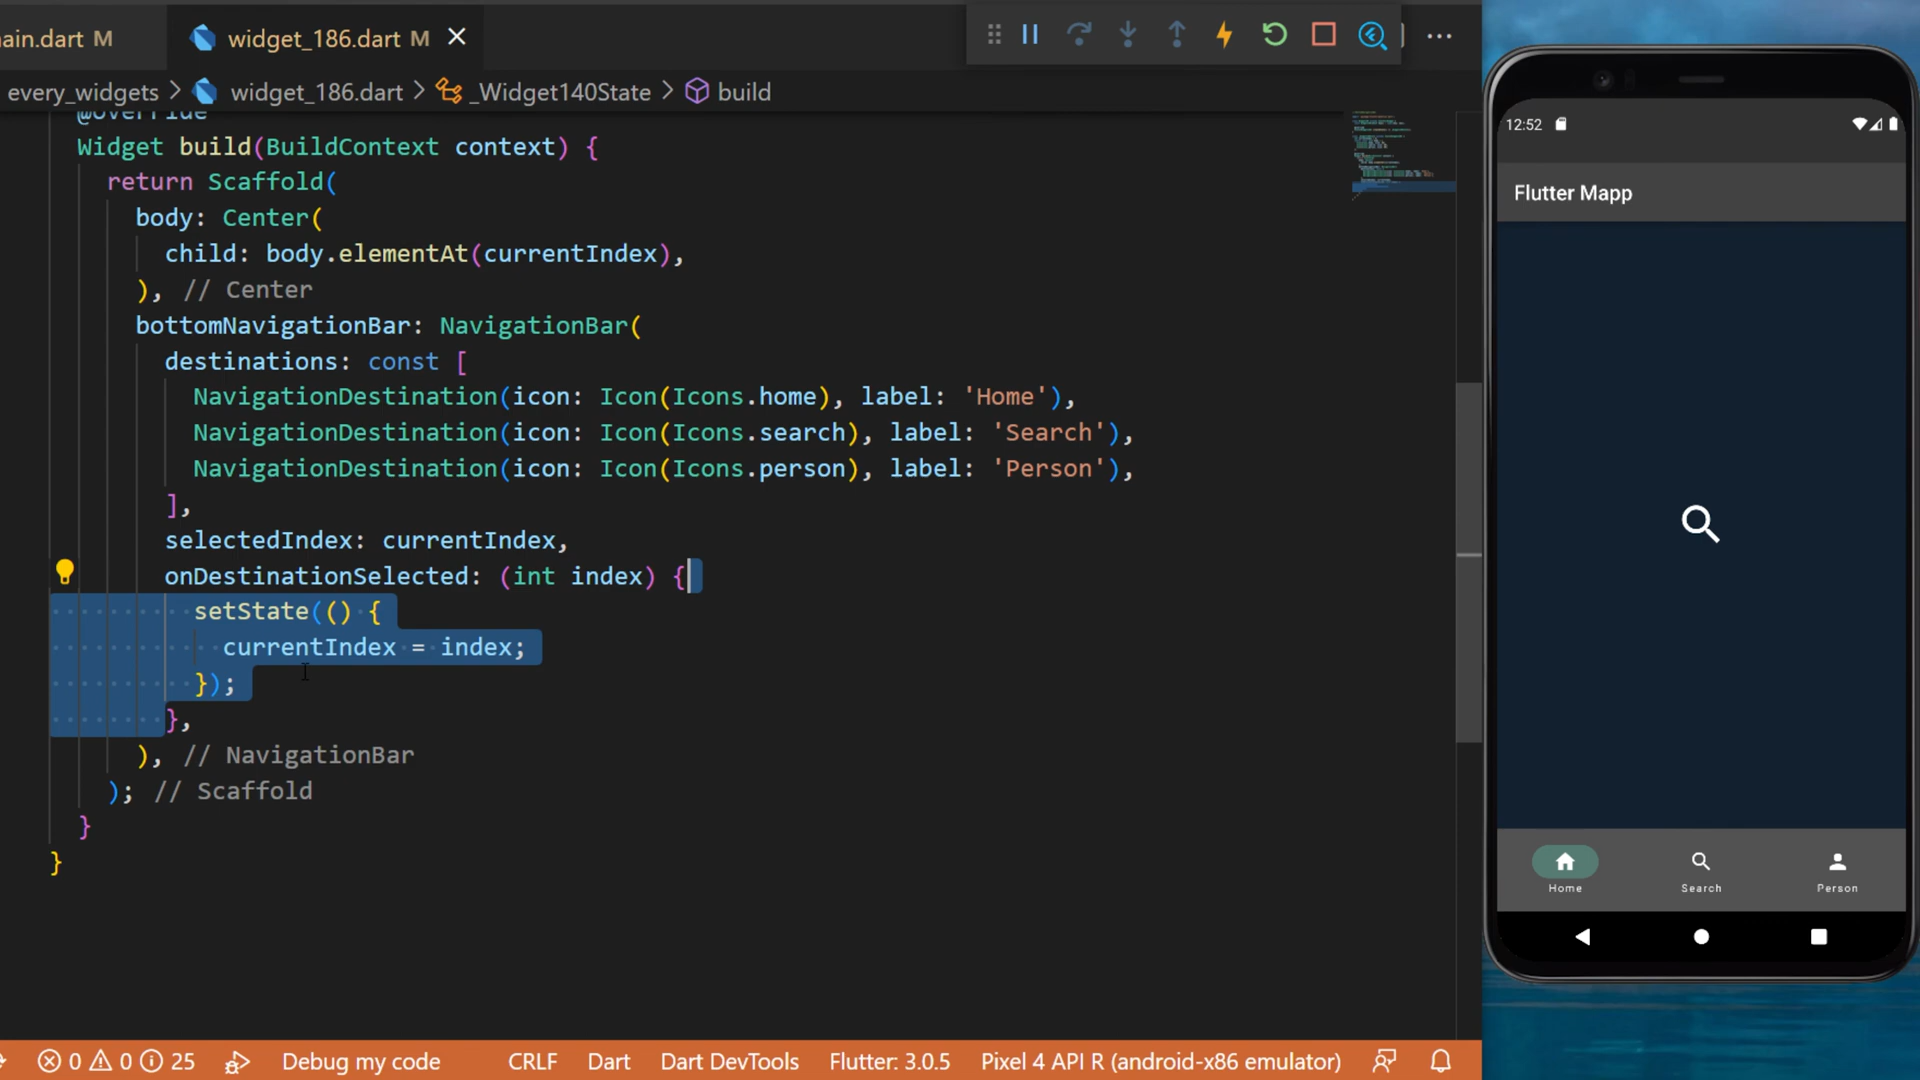 ain.dart M
widget_186.dart M
every_widgets > widget_186.dart > _Widget140State > build
@override
Widget build(BuildContext context) {
return Scaffold(
body: Center(
child: body.elementAt(currentIndex),
), // Center
bottomNavigationBar: NavigationBar(
destinations: const [
NavigationDestination(icon: Icon(Icons.home), label: 'Home'),
NavigationDestination(icon: Icon(Icons.search), label: 'Search'),
NavigationDestination(icon: Icon(Icons.person), label: 'Person'),
],
selectedIndex: currentIndex,
onDestinationSelected: (int index) {
setState(() {
currentIndex = index;
});
},
), // NavigationBar
); // Scaffold
}
}
0 0 25 Debug my code CRLF Dart Dart DevTools Flutter: 3.0.5 Pixel 4 API R (android-x86 emulator)
12:52
Flutter Mapp
Home Search Person